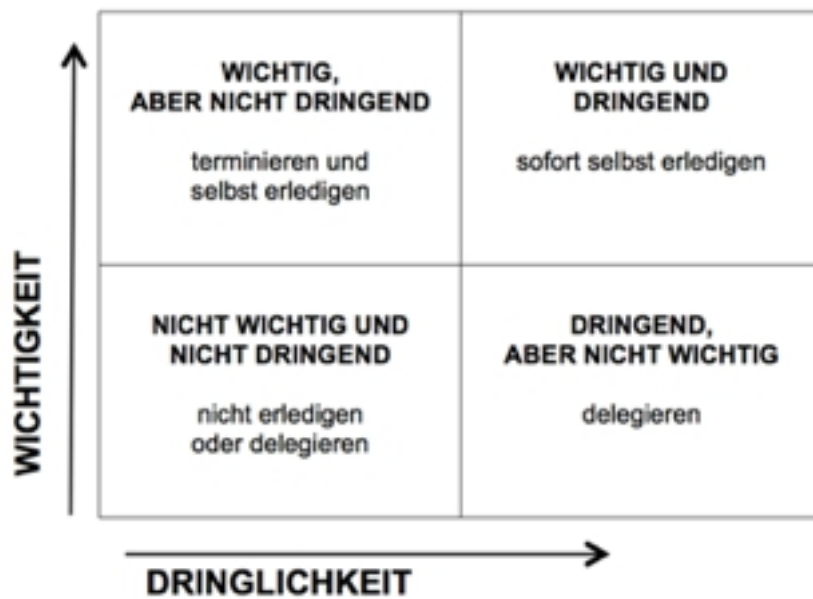 WICHTIG,
ABER NICHT DRINGEND
terminieren und
selbst erledigen
WICHTIG UND
DRINGEND
sofort selbst erledigen
NICHT WICHTIG UND
NICHT DRINGEND
nicht erledigen
oder delegieren
DRINGEND,
ABER NICHT WICHTIG
delegieren
WICHTIGKEIT
DRINGLICHKEIT